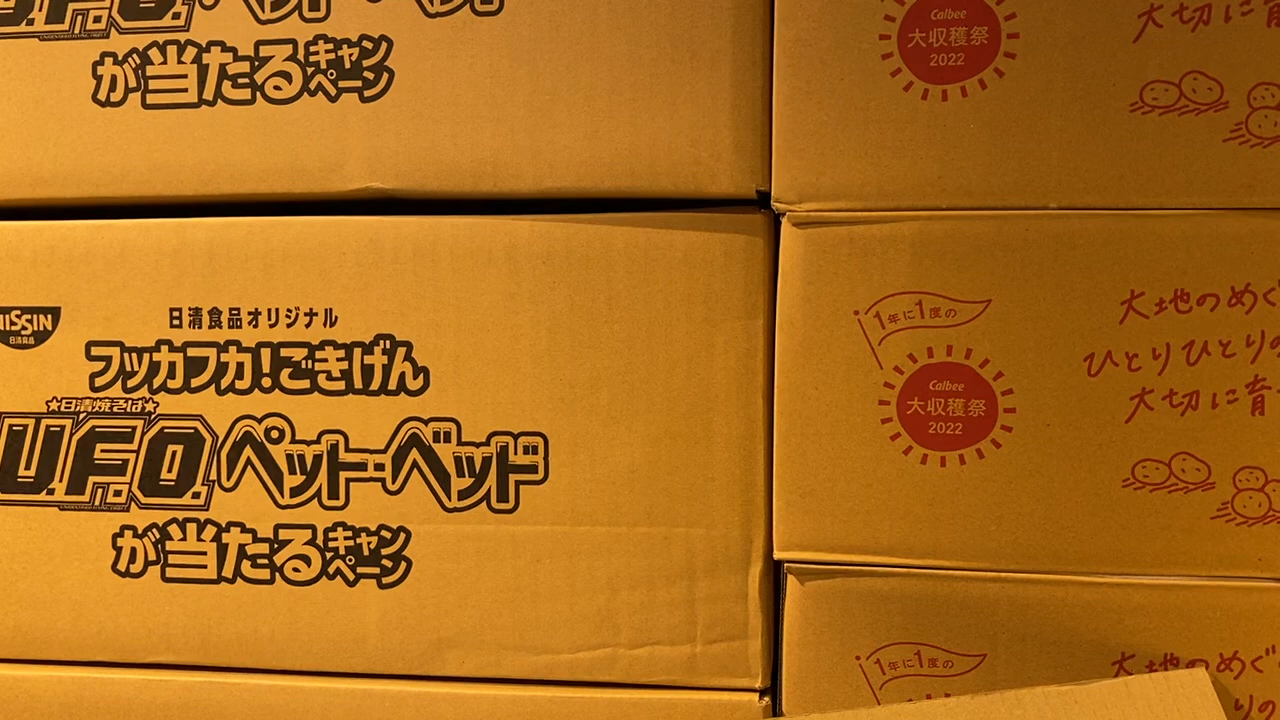 U.F.O.
が当たるキャンペーン
NISSIN
日清食品
日清食品オリジナル
フッカフカ!ごきげん
★日清焼そば★
U.F.O.ペット・ベッド
が当たるキャンペーン
Calbee
大収穫祭
2022
大切に育
1年に1度の
Calbee
大収穫祭
2022
大地のめぐ
ひとりひとりの
大切に育
1年に1度の
大地のめぐ
りの